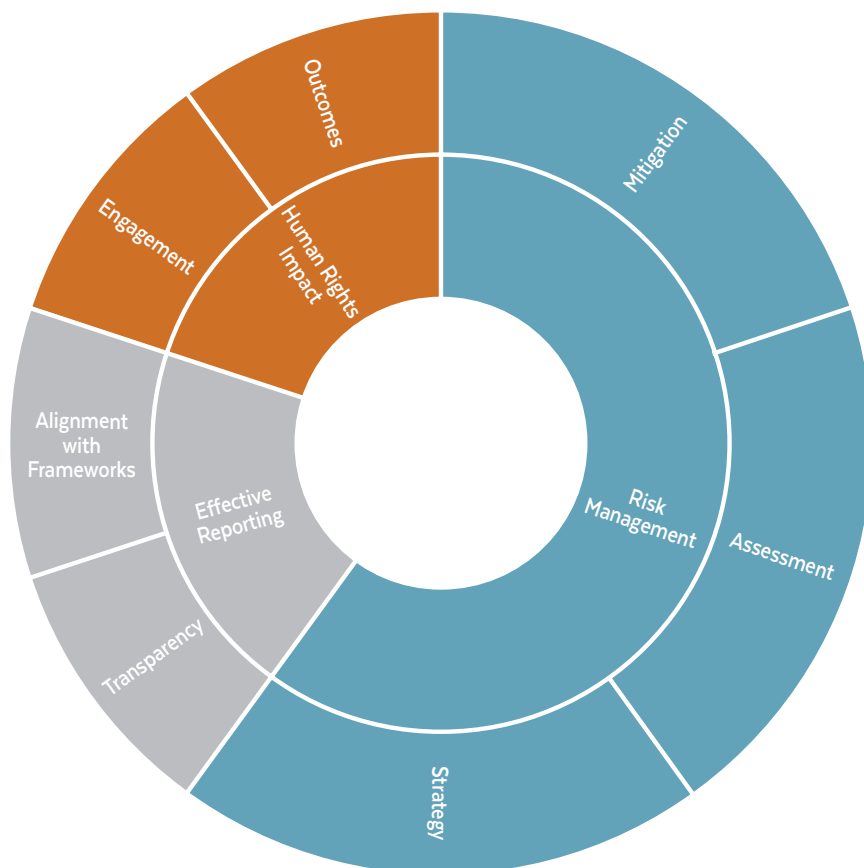 Outcomes
Mitigation
Engagement
Human Rights
Impact
Alignment
with
Frameworks
Effective
Reporting
Risk
Management
Assessment
Transparency
Strategy